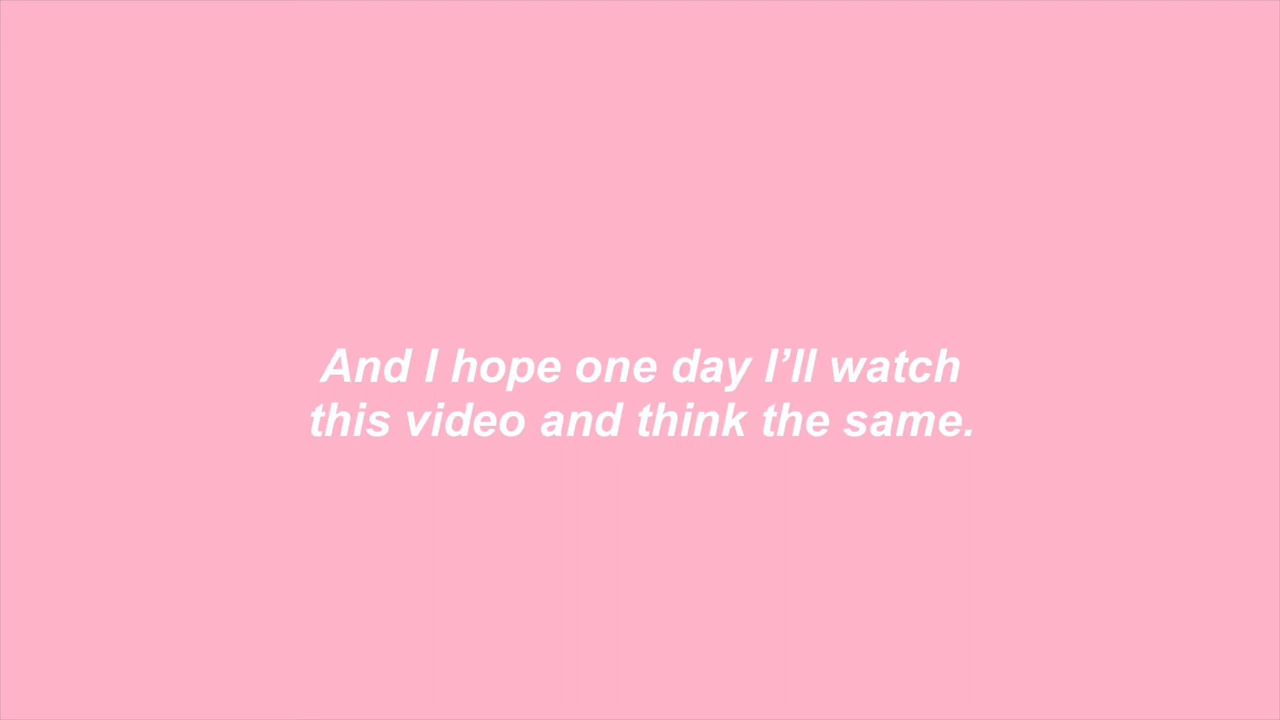 And I hope one day I’ll watch
this video and think the same.